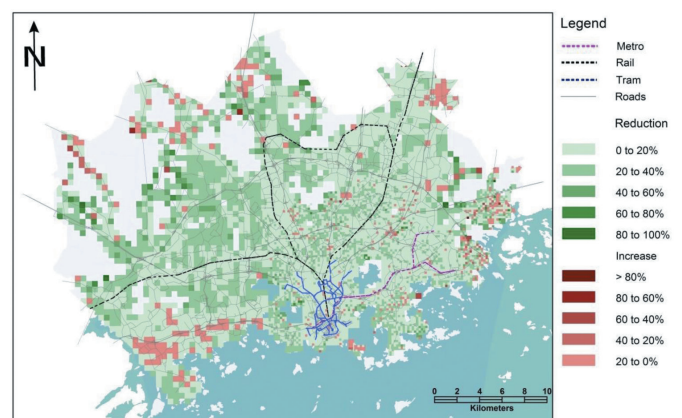 N
Legend
Metro
Rail
Tram
Roads
Reduction
0 to 20%
20 to 40%
40 to 60%
60 to 80%
80 to 100%
Increase
> 80%
80 to 60%
60 to 40%
40 to 20%
20 to 0%
0 2 4 6 8 10
Kilometers